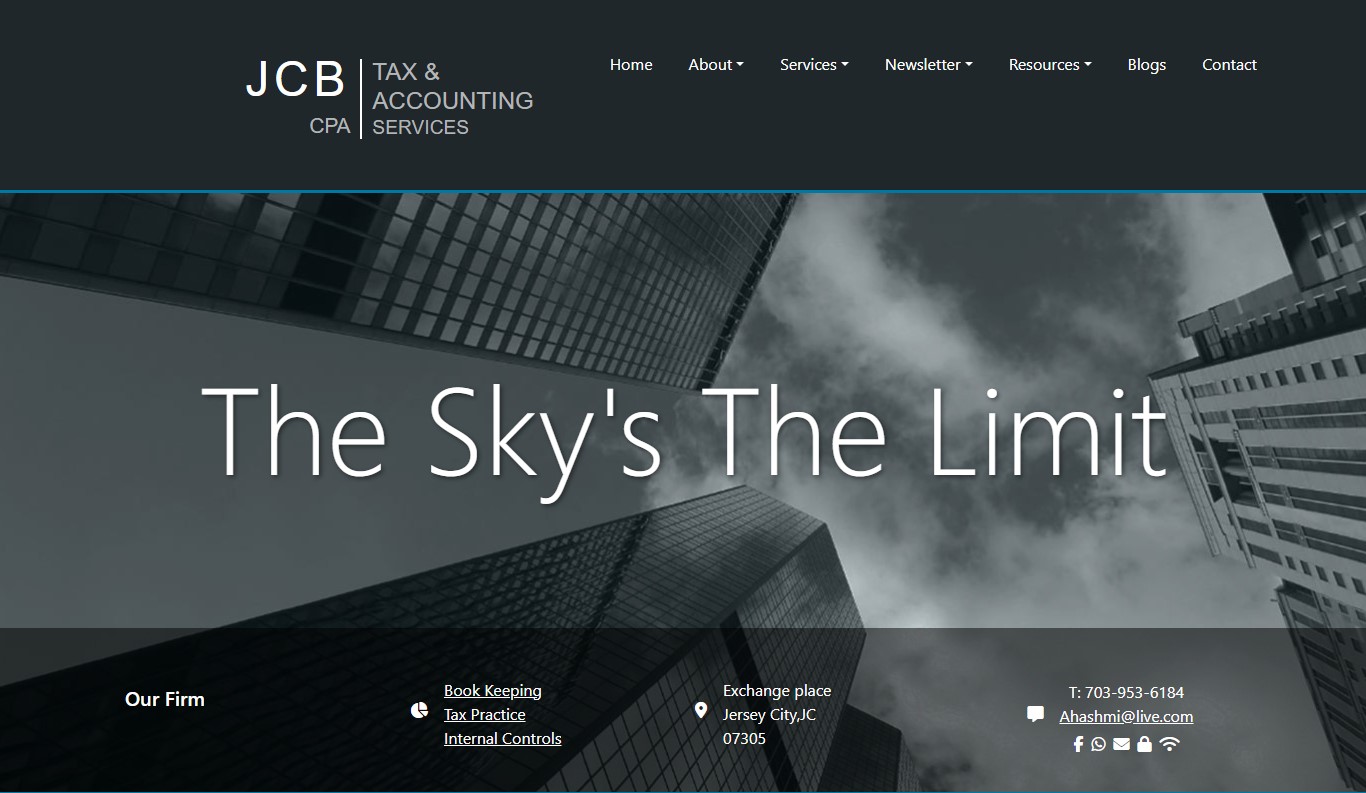 JCB
CPA
TAX &
ACCOUNTING
SERVICES
Home About Services Newsletter Resources Blogs Contact
The Sky's The Limit
Our Firm
Book Keeping
Tax Practice
Internal Controls
Exchange place
Jersey City,JC
07305
T: 703-953-6184
Ahashmi@live.com